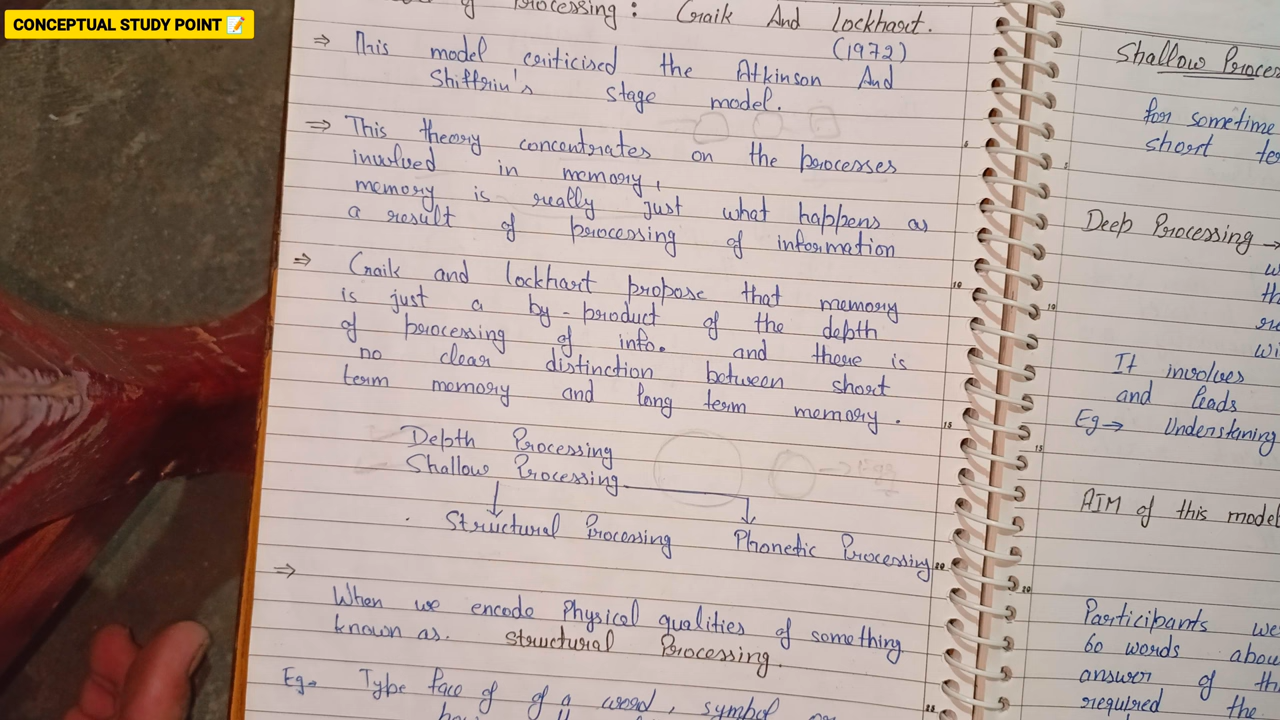 CONCEPTUAL STUDY POINT
of Processing: Craik And Lockhart.
(1972)
⇒ This model criticised the Atkinson And
Shiffrin's stage model.
⇒ This theory concentrates on the processes
involved in memory,
memory is really just what happens as
a result of processing of information
⇒ Craik and lockhart propose that memory
is just a by-product of the depth
of processing of info. and there is
no clear distinction between short
term memory and long term memory.
Depth Processing
Shallow Processing
Structural Processing Phonetic Processing
⇒
When we encode Physical qualities of something
known as. structural Processing.
Eg→ Type face of of a word, symbol
Shallow Proces
for sometime
short te
Deep Processing →
w
th
wi
It involves
and leads
Eg→ Understaning
AIM of this model
Participants we
60 words abou
answer of th
required the